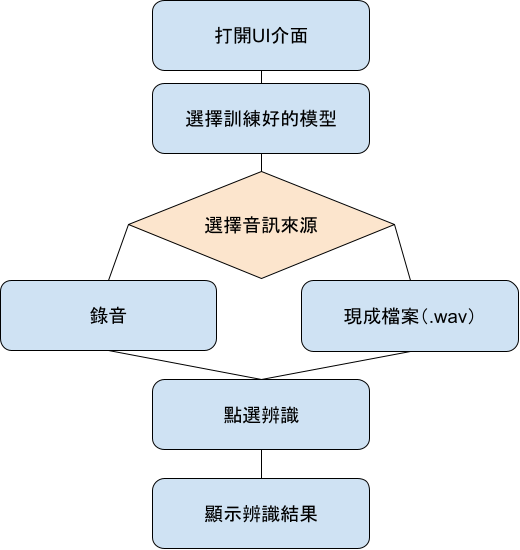 打開UI介面
選擇訓練好的模型
選擇音訊來源
錄音
現成檔案(.wav)
點選辨識
顯示辨識結果